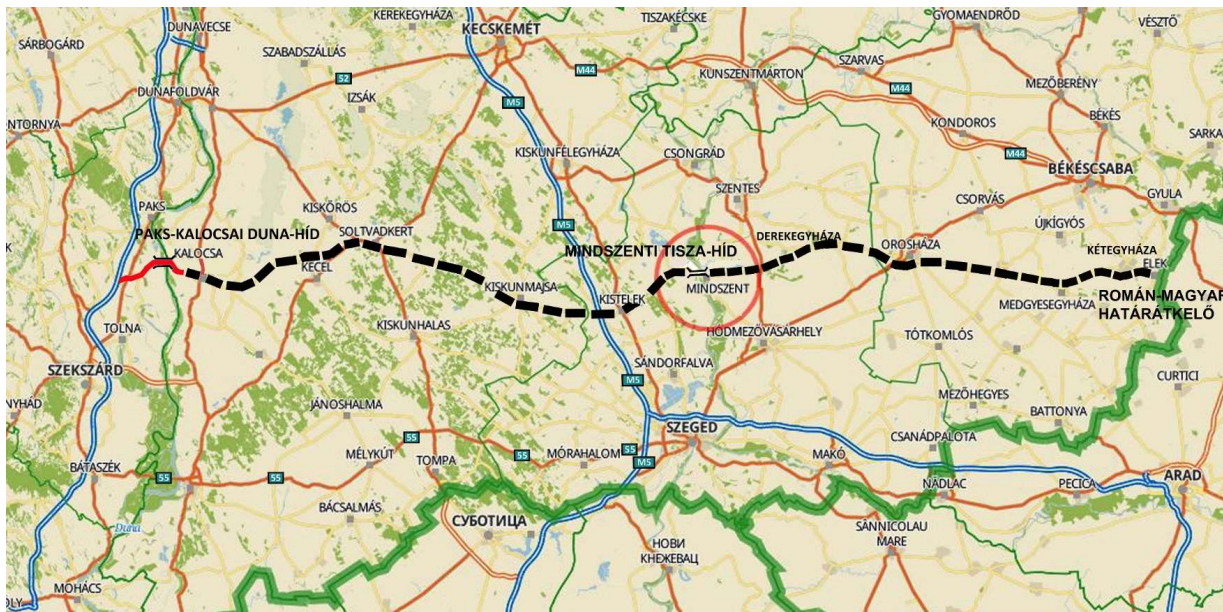 DUNAVECSE
KEREKEGYHÁZA
TISZAKÉCSKE
GYOMAENDRŐD
VÉSZTŐ
SÁRBOGÁRD
SZABADSZÁLLÁS
KECSKEMÉT
SZARVAS
M44
KUNSZENTMÁRTON
MEZŐBERÉNY
52
DUNAFÖLDVÁR
IZSÁK
M5
M44
BÉKÉS
KONDOROS
SARKA
KISKUNFÉLEGYHÁZA
CSONGRÁD
M44
BÉKÉSCSABA
SZENTES
CSORVÁS
GYULA
PAKS
KISKŐRÖS
M5
ÚJKÍGYÓS
PAKS-KALOCSAI DUNA-HÍD
SOLTVADKERT
MINDSZENTI TISZA-HÍD
DEREKEGYHÁZA
OROSHÁZA
KÉTEGYHÁZA
KALOCSA
KECEL
ELEK
KISKUNMAJSA
MINDSZENT
KISTELEK
MEDGYESEGYHÁZA
ROMÁN-MAGYAR
HATÁRÁTKELŐ
TOLNA
KISKUNHALAS
HÓDMEZŐVÁSÁRHELY
TÓTKOMLÓS
SZEKSZÁRD
SÁNDORFALVA
CURTICI
M5
MEZŐHEGYES
JÁNOSHALMA
BATTONYA
SZEGED
CSANÁDPALOTA
55
MÉLYKÚT
TOMPA
55
MÓRAHALOM
55
M5
MAKÓ
BÁTASZÉK
55
55
NĂDLAC
PECICA
ARAD
BÁCSALMÁS
СУБОТИЦА
Duna
SÂNNICOLAU
MARE
НОВИ
КНЕЖЕВАЦ
MOHÁCS